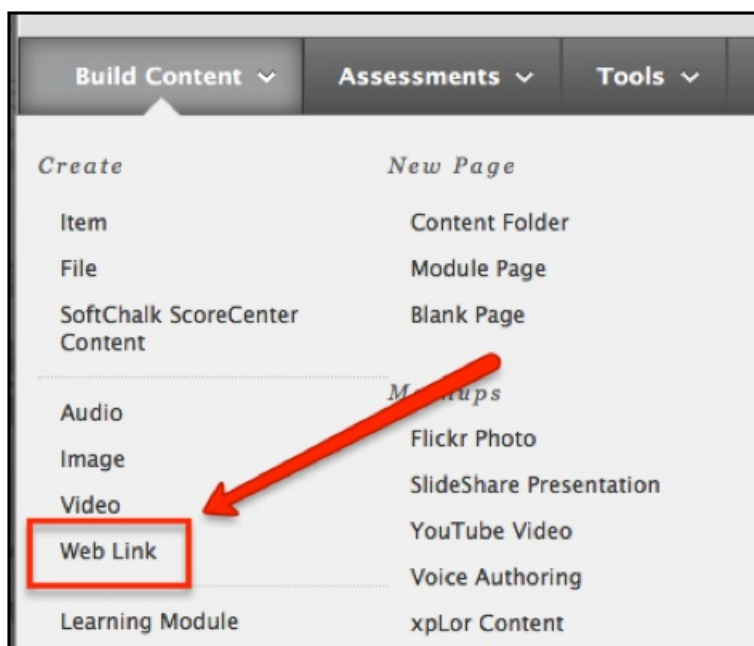 Build Content Assessments Tools
Create
Item
File
SoftChalk ScoreCenter
Content
Audio
Image
Video
Web Link
Learning Module
New Page
Content Folder
Module Page
Blank Page
Flickr Photo
SlideShare Presentation
YouTube Video
Voice Authoring
xpLor Content